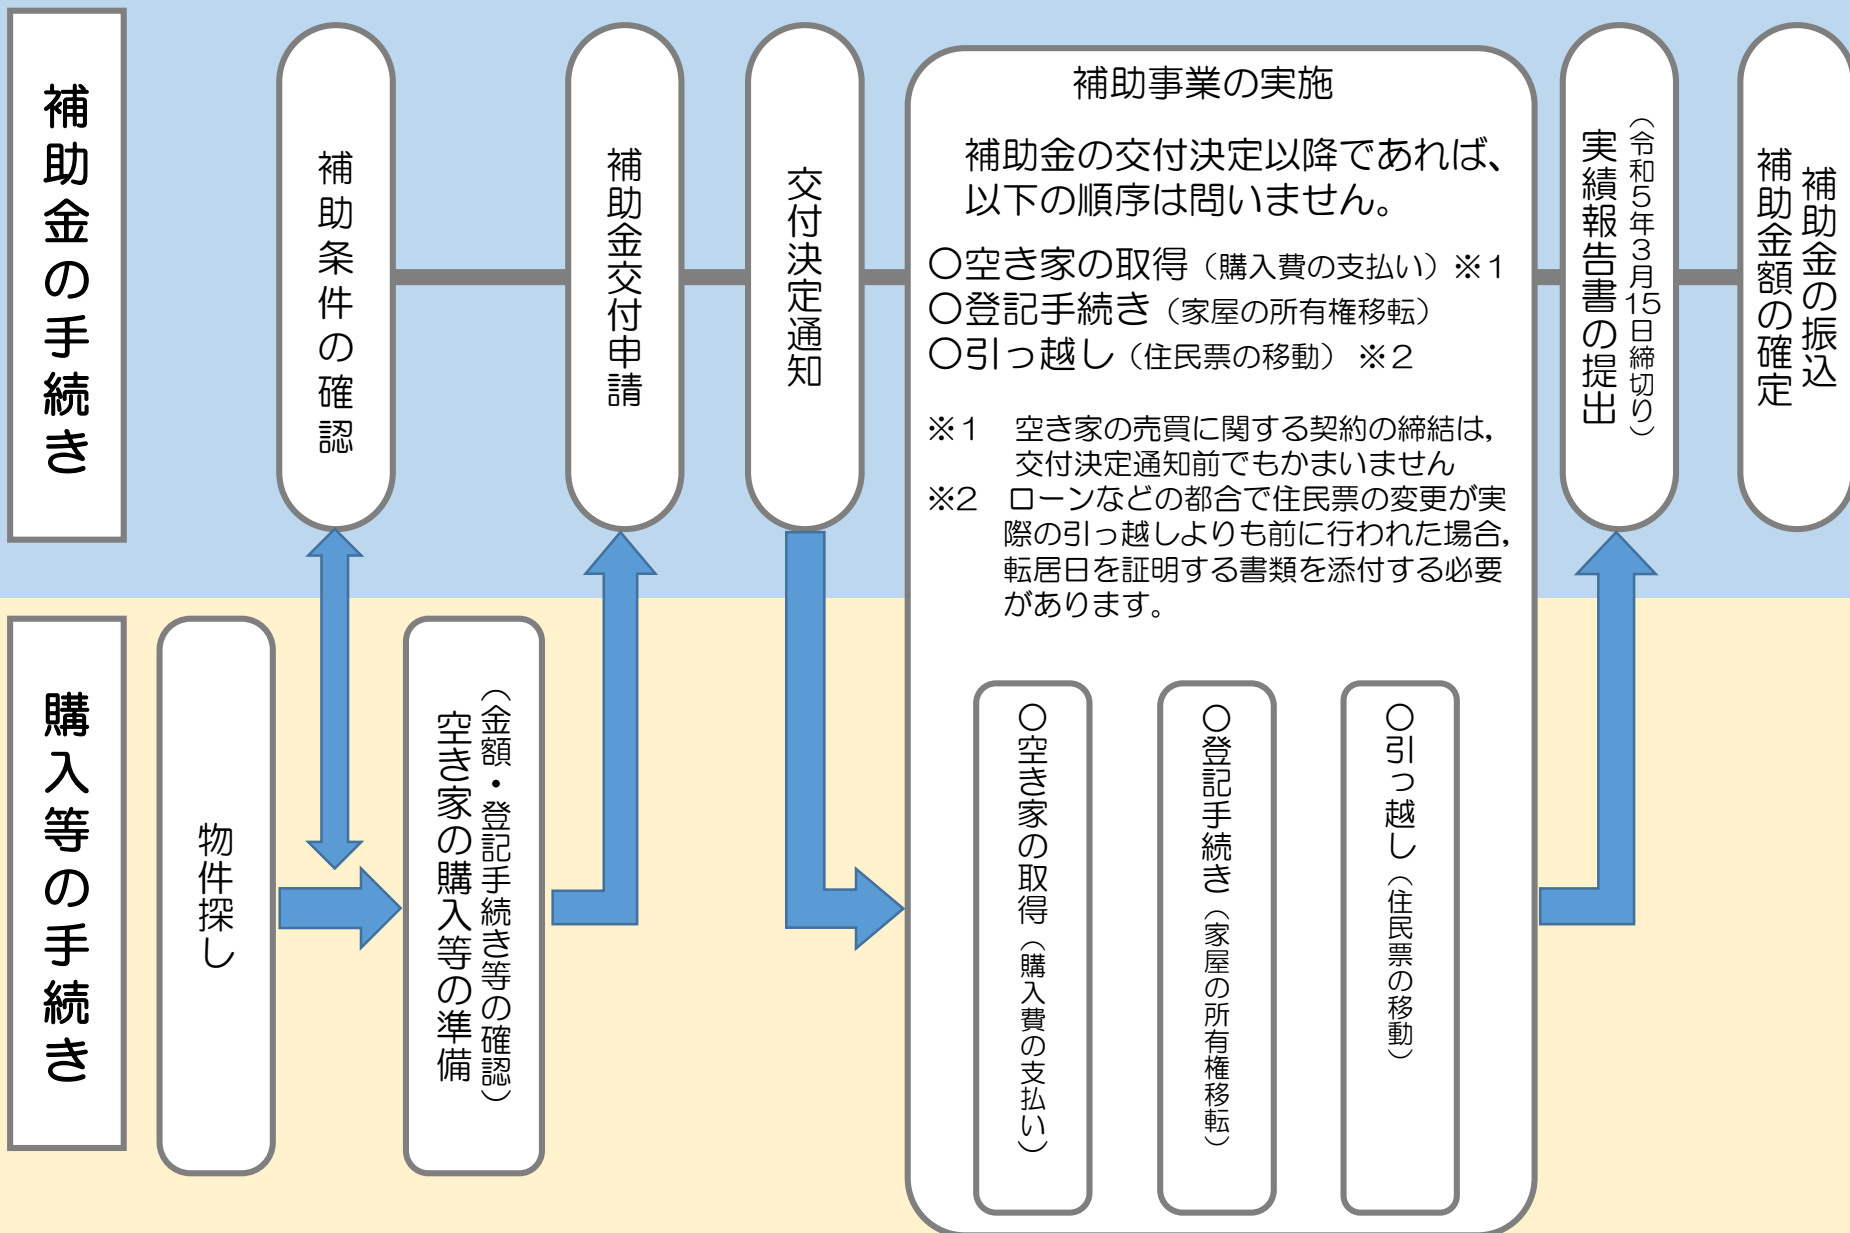 補助金の手続き
補助条件の確認
補助金交付申請
交付決定通知
補助事業の実施
補助金の交付決定以降であれば、
以下の順序は問いません。
〇空き家の取得（購入費の支払い）※１
〇登記手続き（家屋の所有権移転）
〇引っ越し（住民票の移動）※２
※１　空き家の売買に関する契約の締結は，
交付決定通知前でもかまいません
※２　ローンなどの都合で住民票の変更が実
際の引っ越しよりも前に行われた場合，
転居日を証明する書類を添付する必要
があります。
（令和５年３月15日締切り）
実績報告書の提出
補助金の振込
補助金額の確定
購入等の手続き
物件探し
（金額・登記手続き等の確認）
空き家の購入等の準備
〇空き家の取得（購入費の支払い）
〇登記手続き（家屋の所有権移転）
〇引っ越し（住民票の移動）